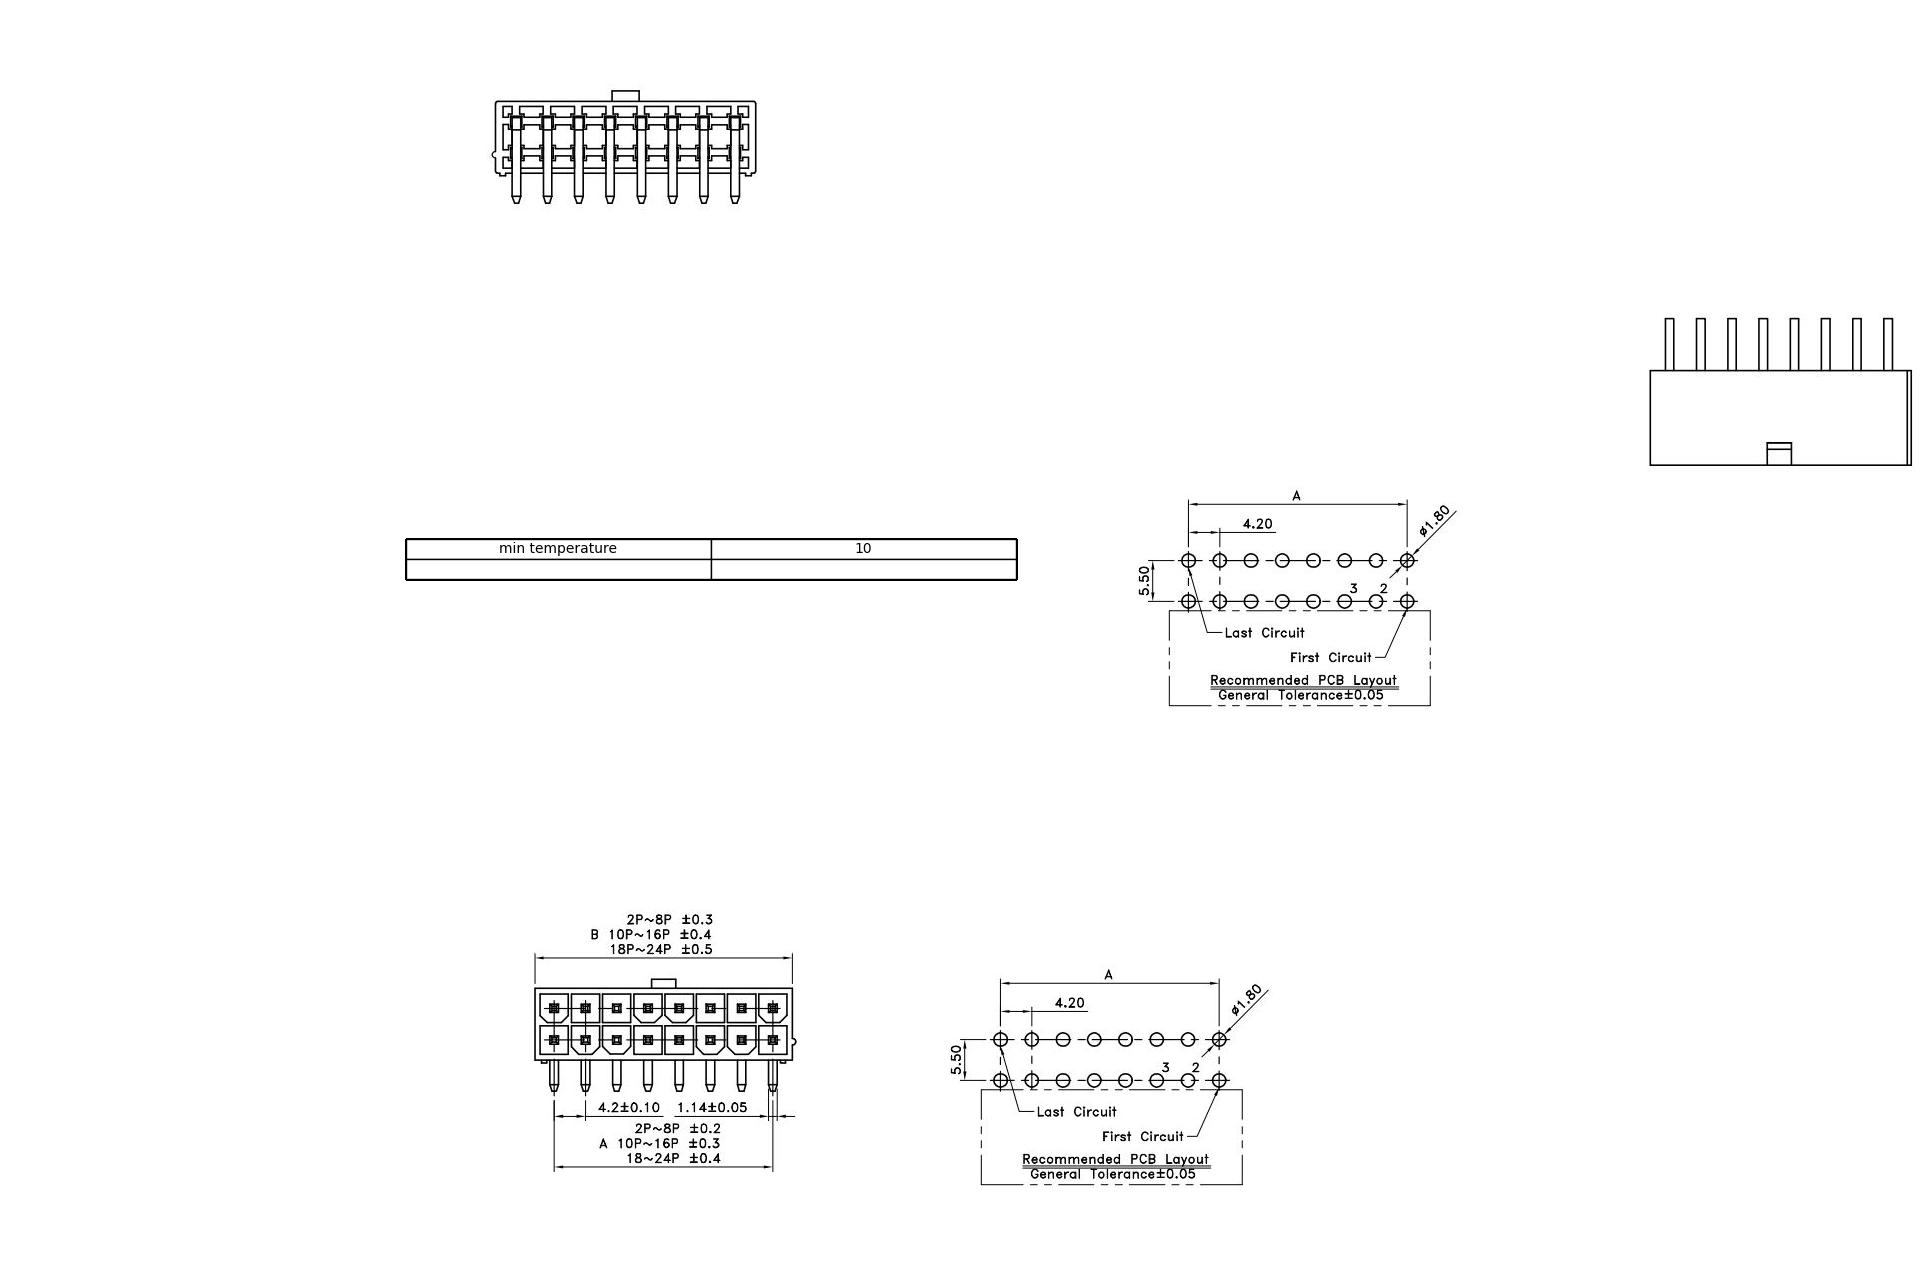 min temperature 10
A
4.20
ø1.80
5.50
3 2
Last Circuit
First Circuit
Recommended PCB Layout
General Tolerance±0.05
2P~8P ±0.3
B 10P~16P ±0.4
18P~24P ±0.5
4.2±0.10 1.14±0.05
2P~8P ±0.2
A 10P~16P ±0.3
18~24P ±0.4
A
4.20
ø1.80
5.50
3 2
Last Circuit
First Circuit
Recommended PCB Layout
General Tolerance±0.05